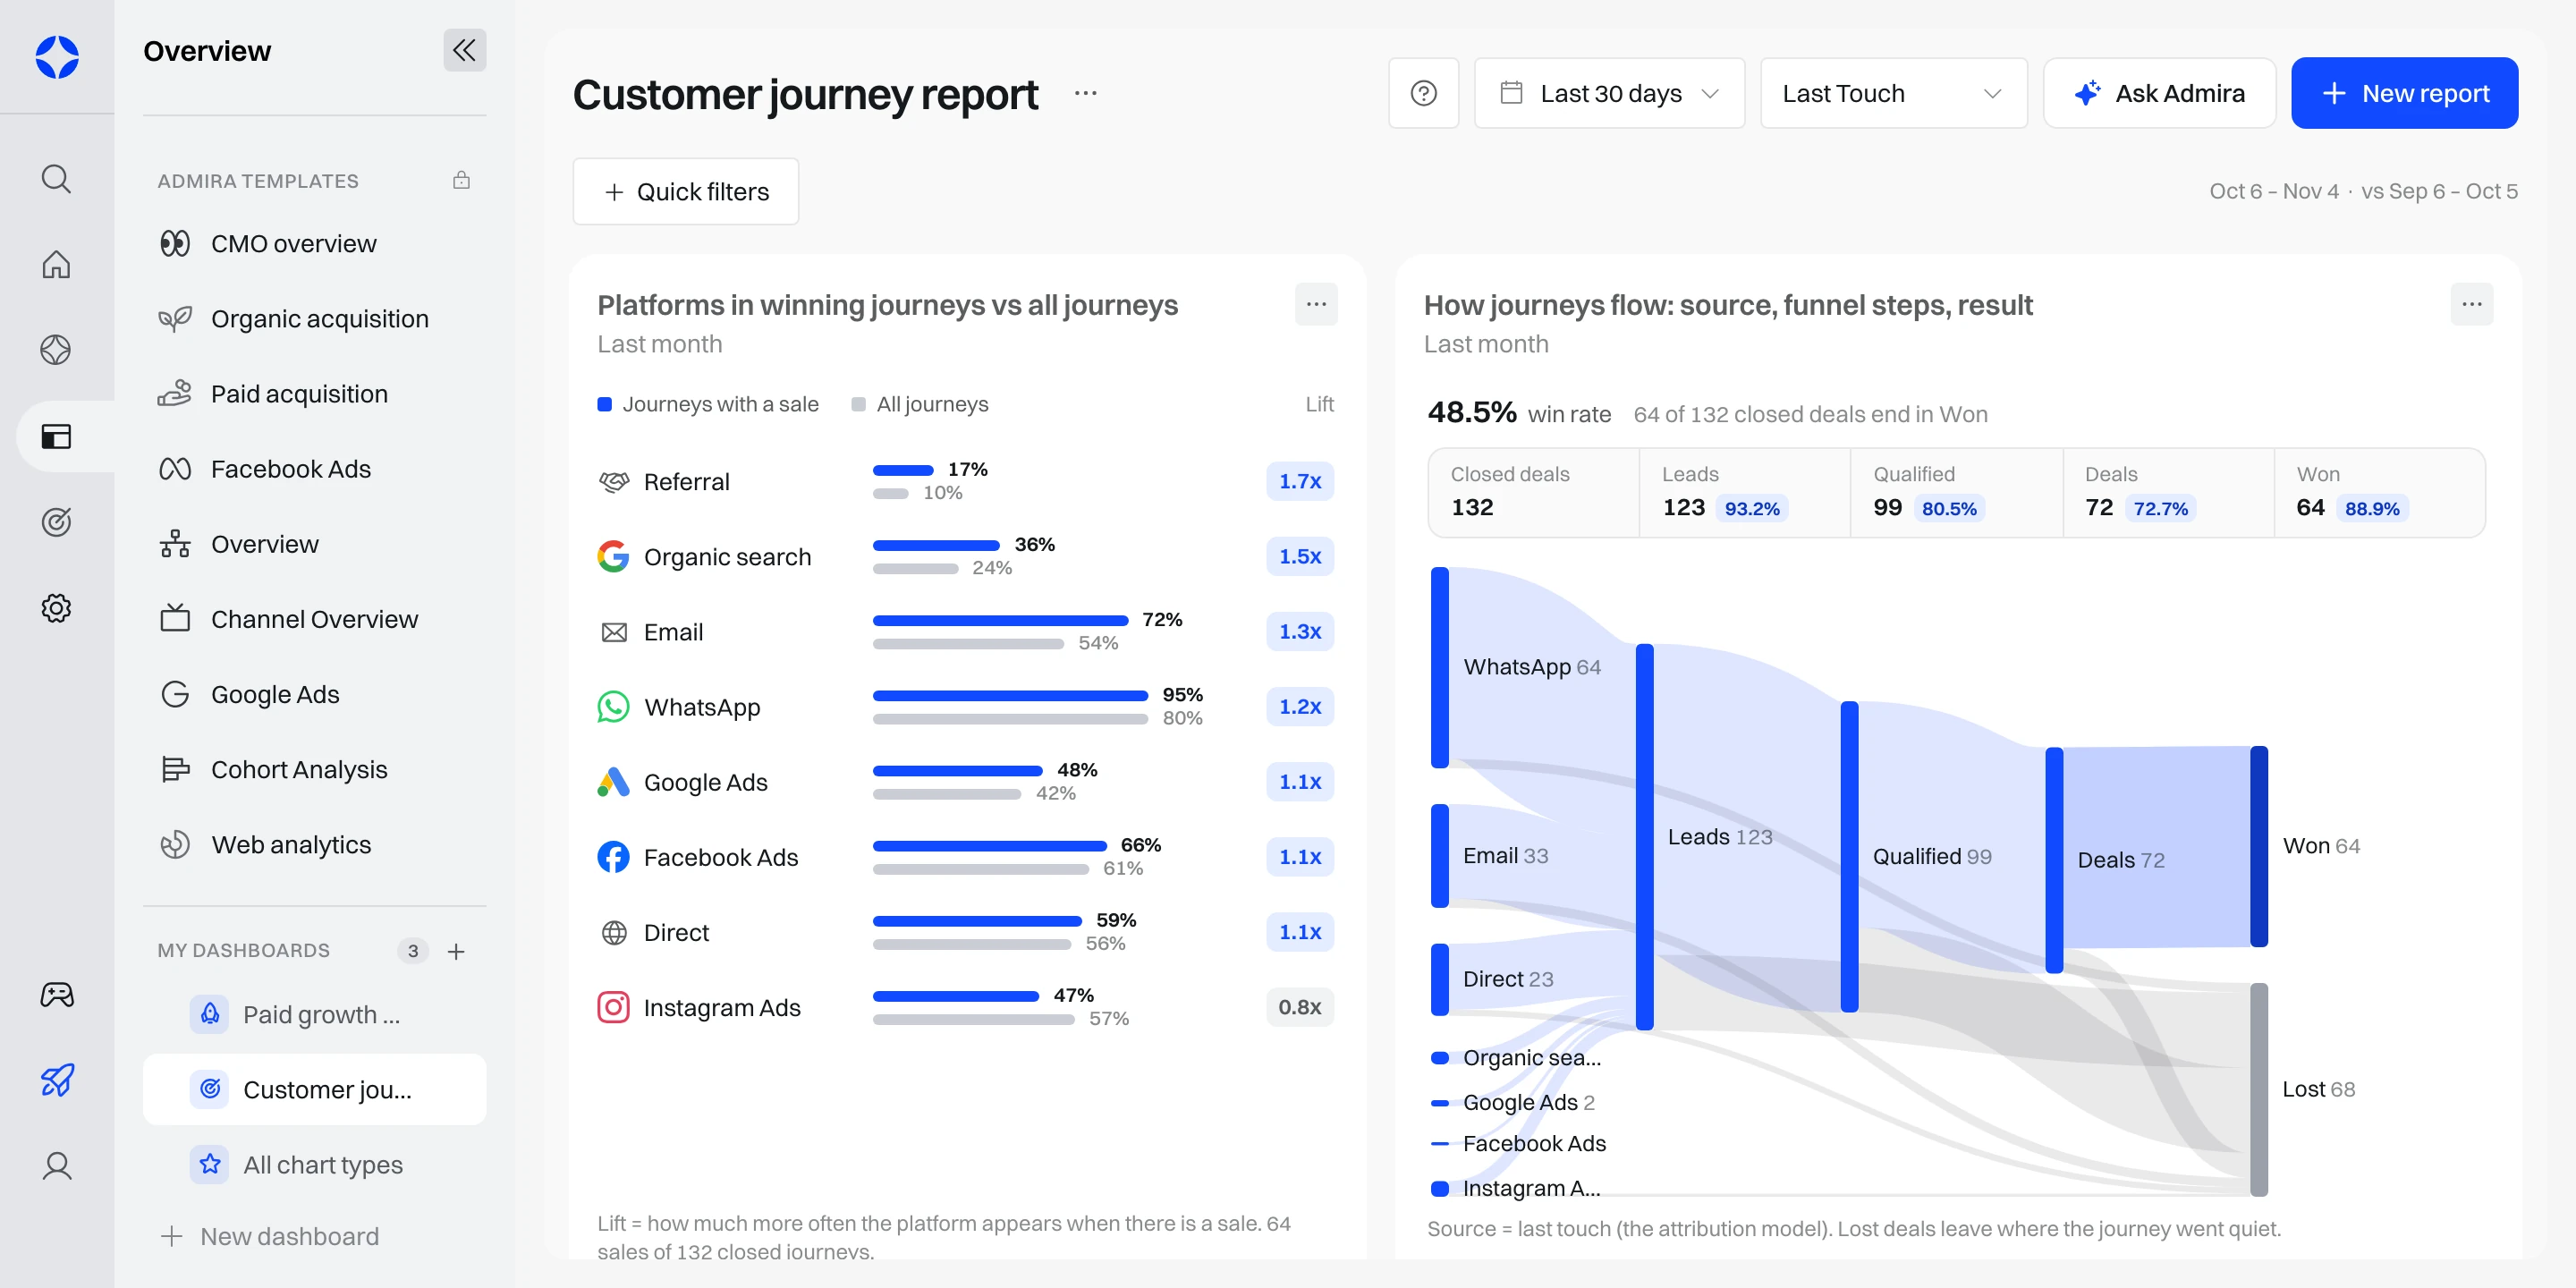 Overview
ADMIRA TEMPLATES
CMO overview
Organic acquisition
Paid acquisition
Facebook Ads
Overview
Channel Overview
Google Ads
Cohort Analysis
Web analytics
MY DASHBOARDS 3
Paid growth ...
Customer jou...
All chart types
New dashboard
Customer journey report
Last 30 days
Last Touch
Ask Admira
New report
Quick filters
Oct 6 – Nov 4 · vs Sep 6 – Oct 5
Platforms in winning journeys vs all journeys
Last month
Journeys with a sale All journeys Lift
Referral 17% 10% 1.7x
Organic search 36% 24% 1.5x
Email 72% 54% 1.3x
WhatsApp 95% 80% 1.2x
Google Ads 48% 42% 1.1x
Facebook Ads 66% 61% 1.1x
Direct 59% 56% 1.1x
Instagram Ads 47% 57% 0.8x
Lift = how much more often the platform appears when there is a sale. 64
sales of 132 closed journeys.
How journeys flow: source, funnel steps, result
Last month
48.5% win rate 64 of 132 closed deals end in Won
Closed deals Leads Qualified Deals Won
132 123 93.2% 99 80.5% 72 72.7% 64 88.9%
WhatsApp 64
Email 33
Direct 23
Organic sea...
Google Ads 2
Facebook Ads
Instagram A...
Leads 123
Qualified 99
Deals 72
Won 64
Lost 68
Source = last touch (the attribution model). Lost deals leave where the journey went quiet.